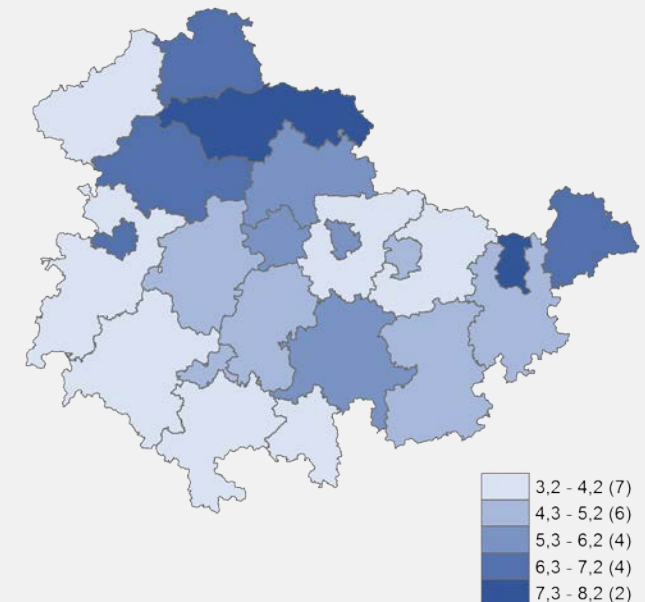 3,2 - 4,2 (7)
4,3 - 5,2 (6)
5,3 - 6,2 (4)
6,3 - 7,2 (4)
7,3 - 8,2 (2)